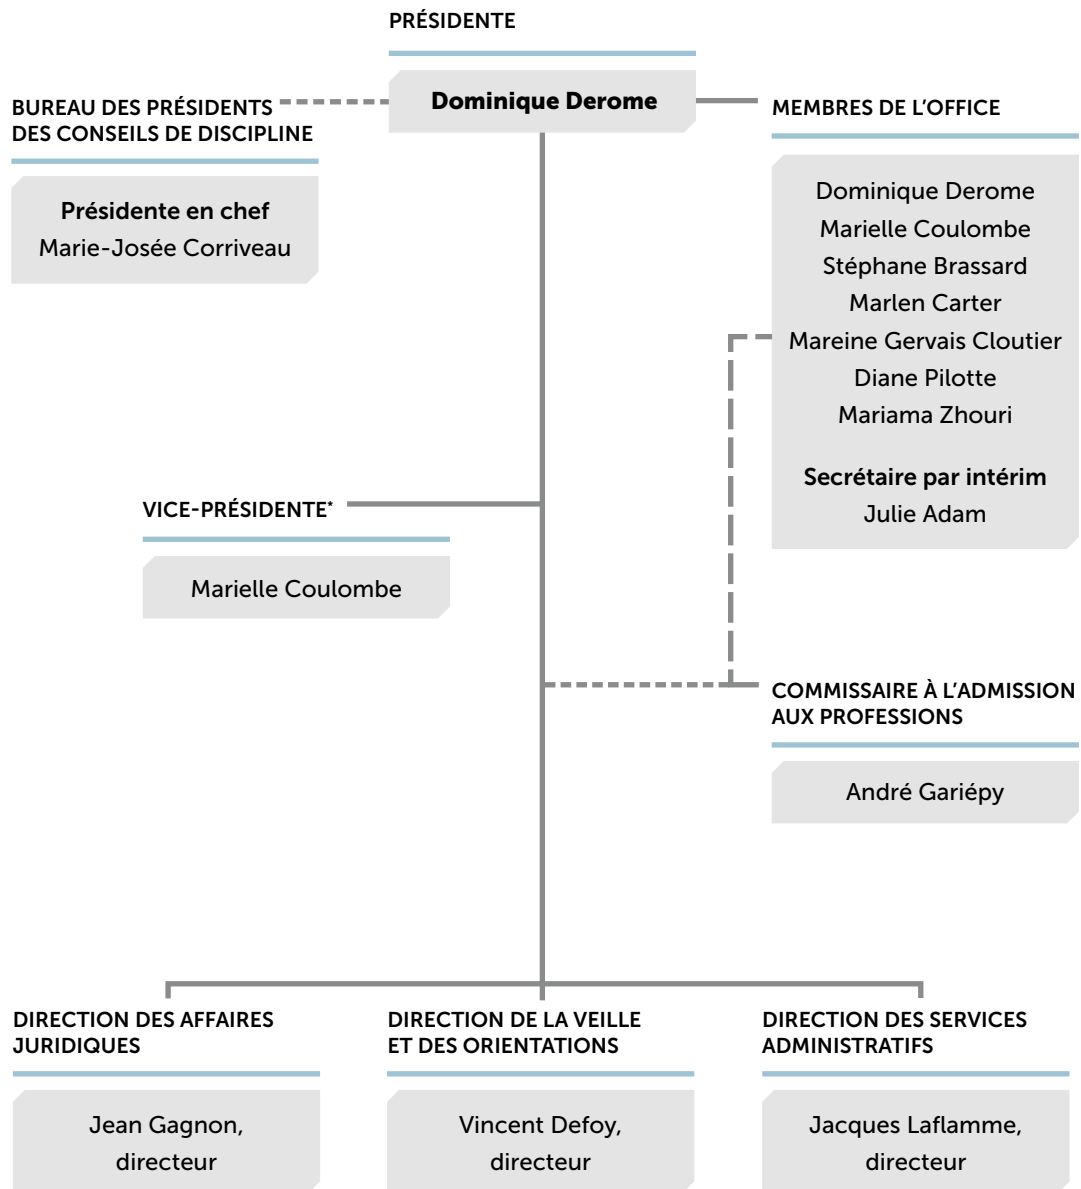 PRÉSIDENTE
Dominique Derome
BUREAU DES PRÉSIDENTS
DES CONSEILS DE DISCIPLINE
Présidente en chef
Marie-Josée Corriveau
MEMBRES DE L’OFFICE
Dominique Derome
Marielle Coulombe
Stéphane Brassard
Marlen Carter
Mareine Gervais Cloutier
Diane Pilotte
Mariama Zhouri
Secrétaire par intérim
Julie Adam
VICE-PRÉSIDENTE*
Marielle Coulombe
COMMISSAIRE À L’ADMISSION
AUX PROFESSIONS
André Gariépy
DIRECTION DES AFFAIRES
JURIDIQUES
Jean Gagnon,
directeur
DIRECTION DE LA VEILLE
ET DES ORIENTATIONS
Vincent Defoy,
directeur
DIRECTION DES SERVICES
ADMINISTRATIFS
Jacques Laflamme,
directeur